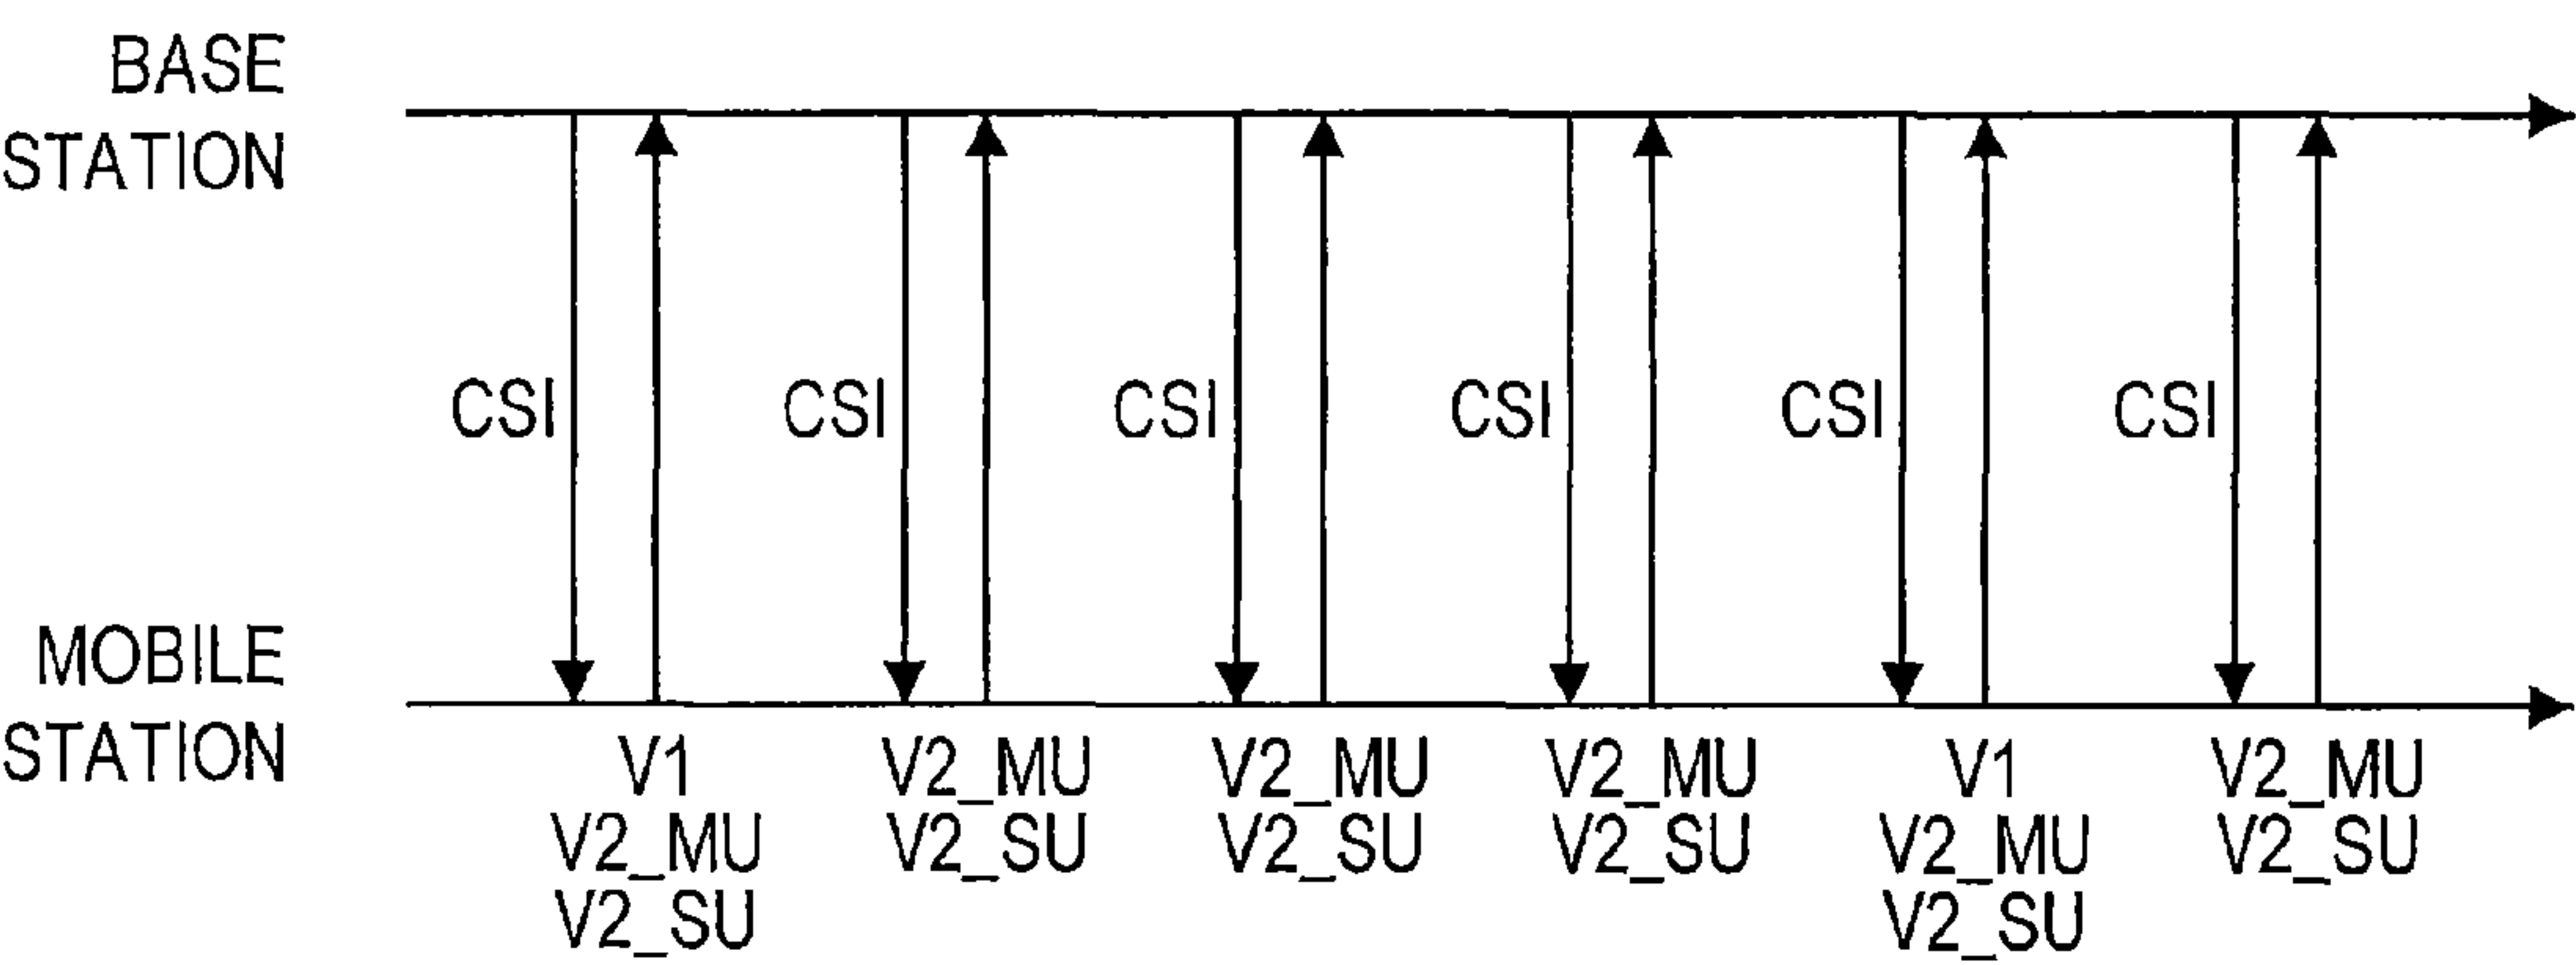 BASE
STATION
CSI CSI CSI CSI CSI CSI
MOBILE
STATION
V1 V2_MU V2_MU V2_MU V1 V2_MU
V2_MU V2_SU V2_SU V2_SU V2_MU V2_SU
V2_SU V2_SU